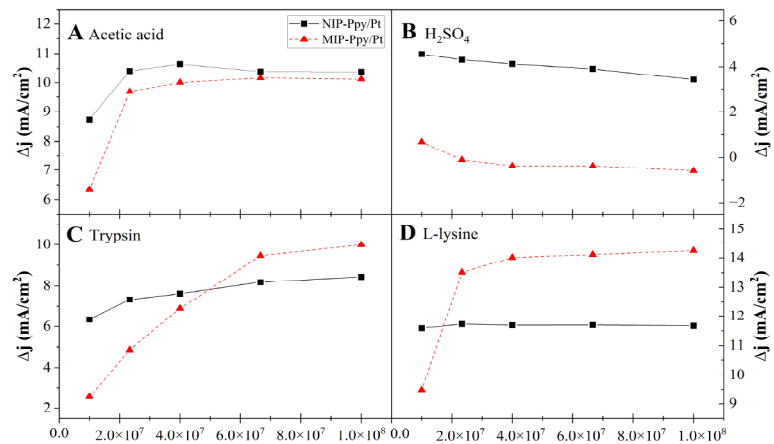 A Acetic acid
NIP-Ppy/Pt
MIP-Ppy/Pt
12
11
10
9
8
7
6
Δj (mA/cm²)
B H₂SO₄
6
4
2
0
−2
Δj (mA/cm²)
C Trypsin
10
8
6
4
2
Δj (mA/cm²)
D L-lysine
15
14
13
12
11
10
9
Δj (mA/cm²)
0.0 2.0×10⁷ 4.0×10⁷ 6.0×10⁷ 8.0×10⁷ 1.0×10⁸
0.0 2.0×10⁷ 4.0×10⁷ 6.0×10⁷ 8.0×10⁷ 1.0×10⁸